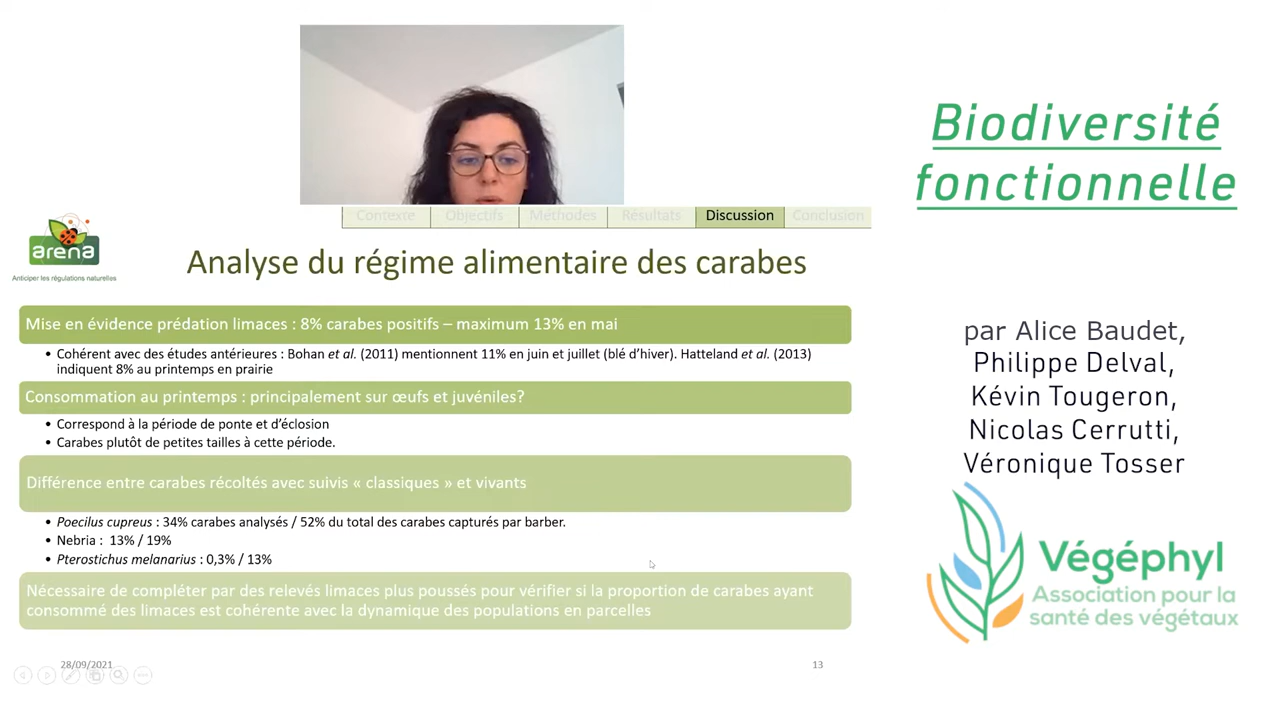 Biodiversité
fonctionnelle
par Alice Baudet,
Philippe Delval,
Kévin Tougeron,
Nicolas Cerrutti,
Véronique Tosser
Végéphyl
Association pour la
santé des végétaux
Contexte Objectifs Méthodes Résultats Discussion Conclusion
arena
Anticiper les régulations naturelles
Analyse du régime alimentaire des carabes
Mise en évidence prédation limaces : 8% carabes positifs – maximum 13% en mai
• Cohérent avec des études antérieures : Bohan et al. (2011) mentionnent 11% en juin et juillet (blé d’hiver). Hatteland et al. (2013)
indiquent 8% au printemps en prairie
Consommation au printemps : principalement sur œufs et juvéniles?
• Correspond à la période de ponte et d’éclosion
• Carabes plutôt de petites tailles à cette période.
Différence entre carabes récoltés avec suivis « classiques » et vivants
• Poecilus cupreus : 34% carabes analysés / 52% du total des carabes capturés par barber.
• Nebria : 13% / 19%
• Pterostichus melanarius : 0,3% / 13%
Nécessaire de compléter par des relevés limaces plus poussés pour vérifier si la proportion de carabes ayant
consommé des limaces est cohérente avec la dynamique des populations en parcelles
28/09/2021
13